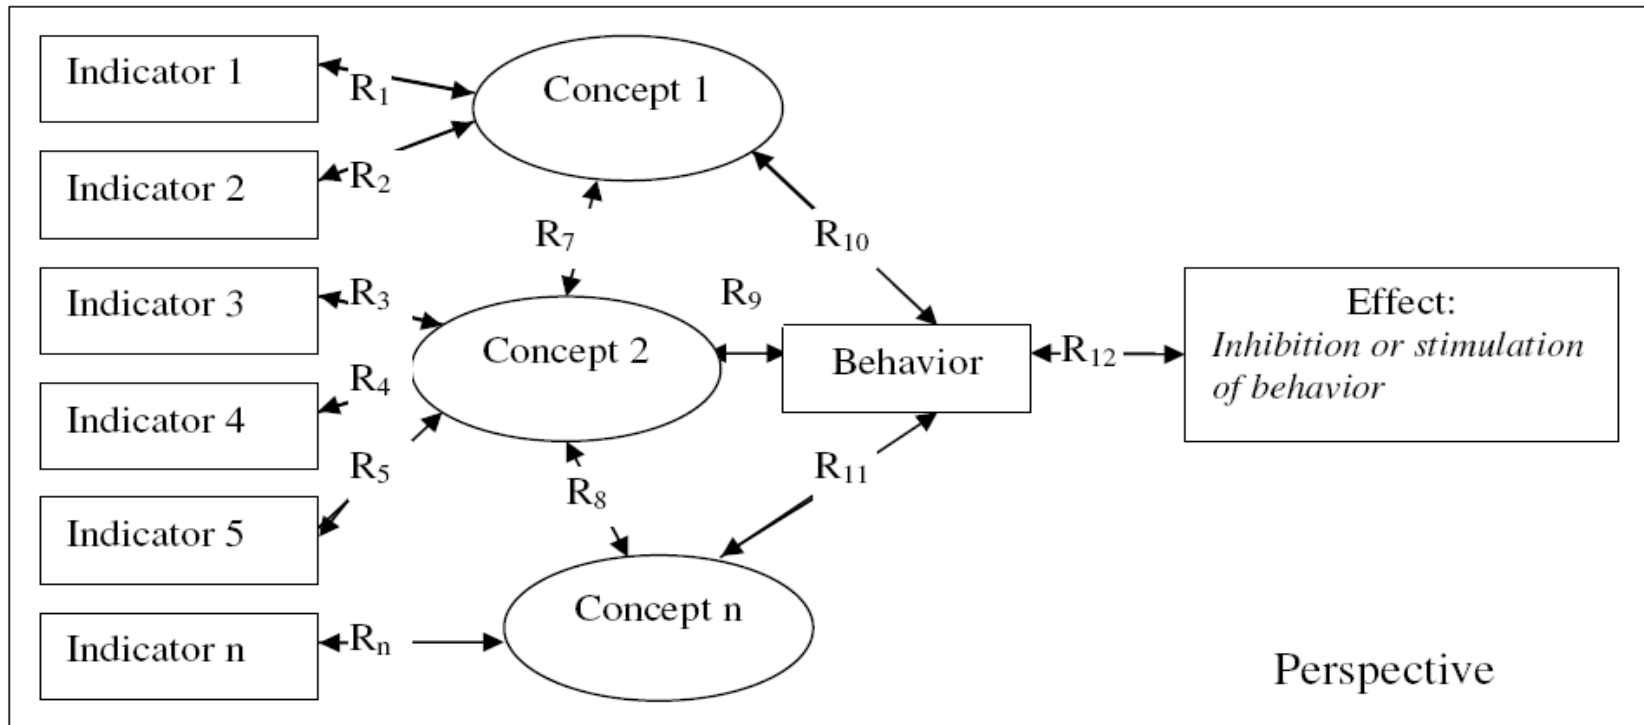 Indicator 1
R1
Concept 1
Indicator 2
R2
R7
R10
Indicator 3
R3
R9
Effect:
Inhibition or stimulation
of behavior
Concept 2
Behavior
R12
Indicator 4
R4
R5
R11
R8
Indicator 5
Concept n
Indicator n
Rn
Perspective